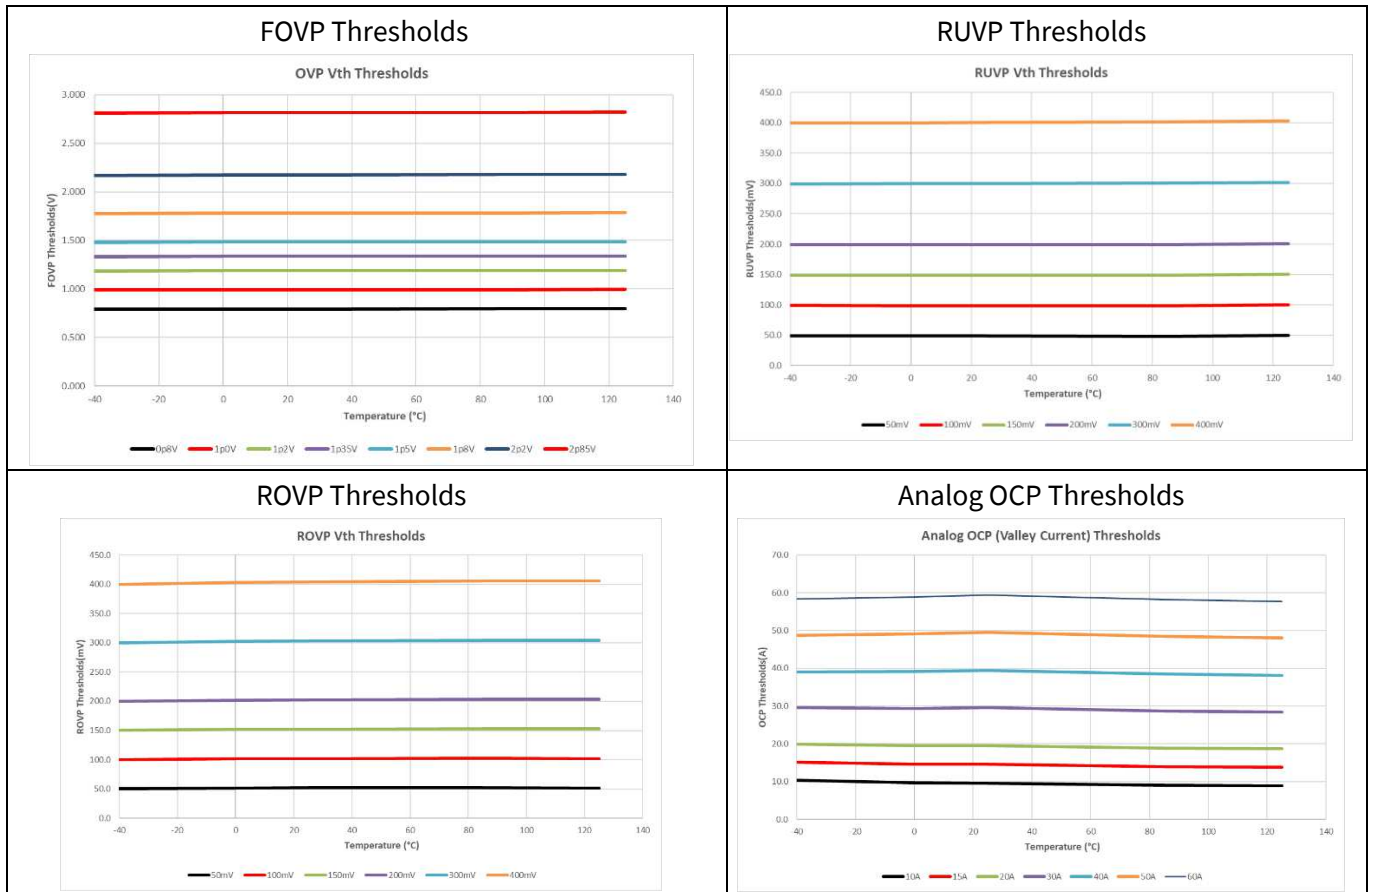 FOVP Thresholds
OVP Vth Thresholds
3.000
2.500
2.000
1.500
1.000
0.500
0.000
FOVP Thresholds(V)
-40 -20 0 20 40 60 80 100 120 140
Temperature (°C)
0p8V 1p0V 1p2V 1p35V 1p5V 1p8V 2p2V 2p85V
RUVP Thresholds
RUVP Vth Thresholds
450.0
400.0
350.0
300.0
250.0
200.0
150.0
100.0
50.0
0.0
RUVP Thresholds(mV)
-40 -20 0 20 40 60 80 100 120 140
Temperature (°C)
50mV 100mV 150mV 200mV 300mV 400mV
ROVP Thresholds
ROVP Vth Thresholds
450.0
400.0
350.0
300.0
250.0
200.0
150.0
100.0
50.0
0.0
ROVP Thresholds(mV)
-40 -20 0 20 40 60 80 100 120 140
Temperature (°C)
50mV 100mV 150mV 200mV 300mV 400mV
Analog OCP Thresholds
Analog OCP (Valley Current) Thresholds
70.0
60.0
50.0
40.0
30.0
20.0
10.0
0.0
OCP Thresholds(A)
-40 -20 0 20 40 60 80 100 120 140
Temperature (°C)
10A 15A 20A 30A 40A 50A 60A